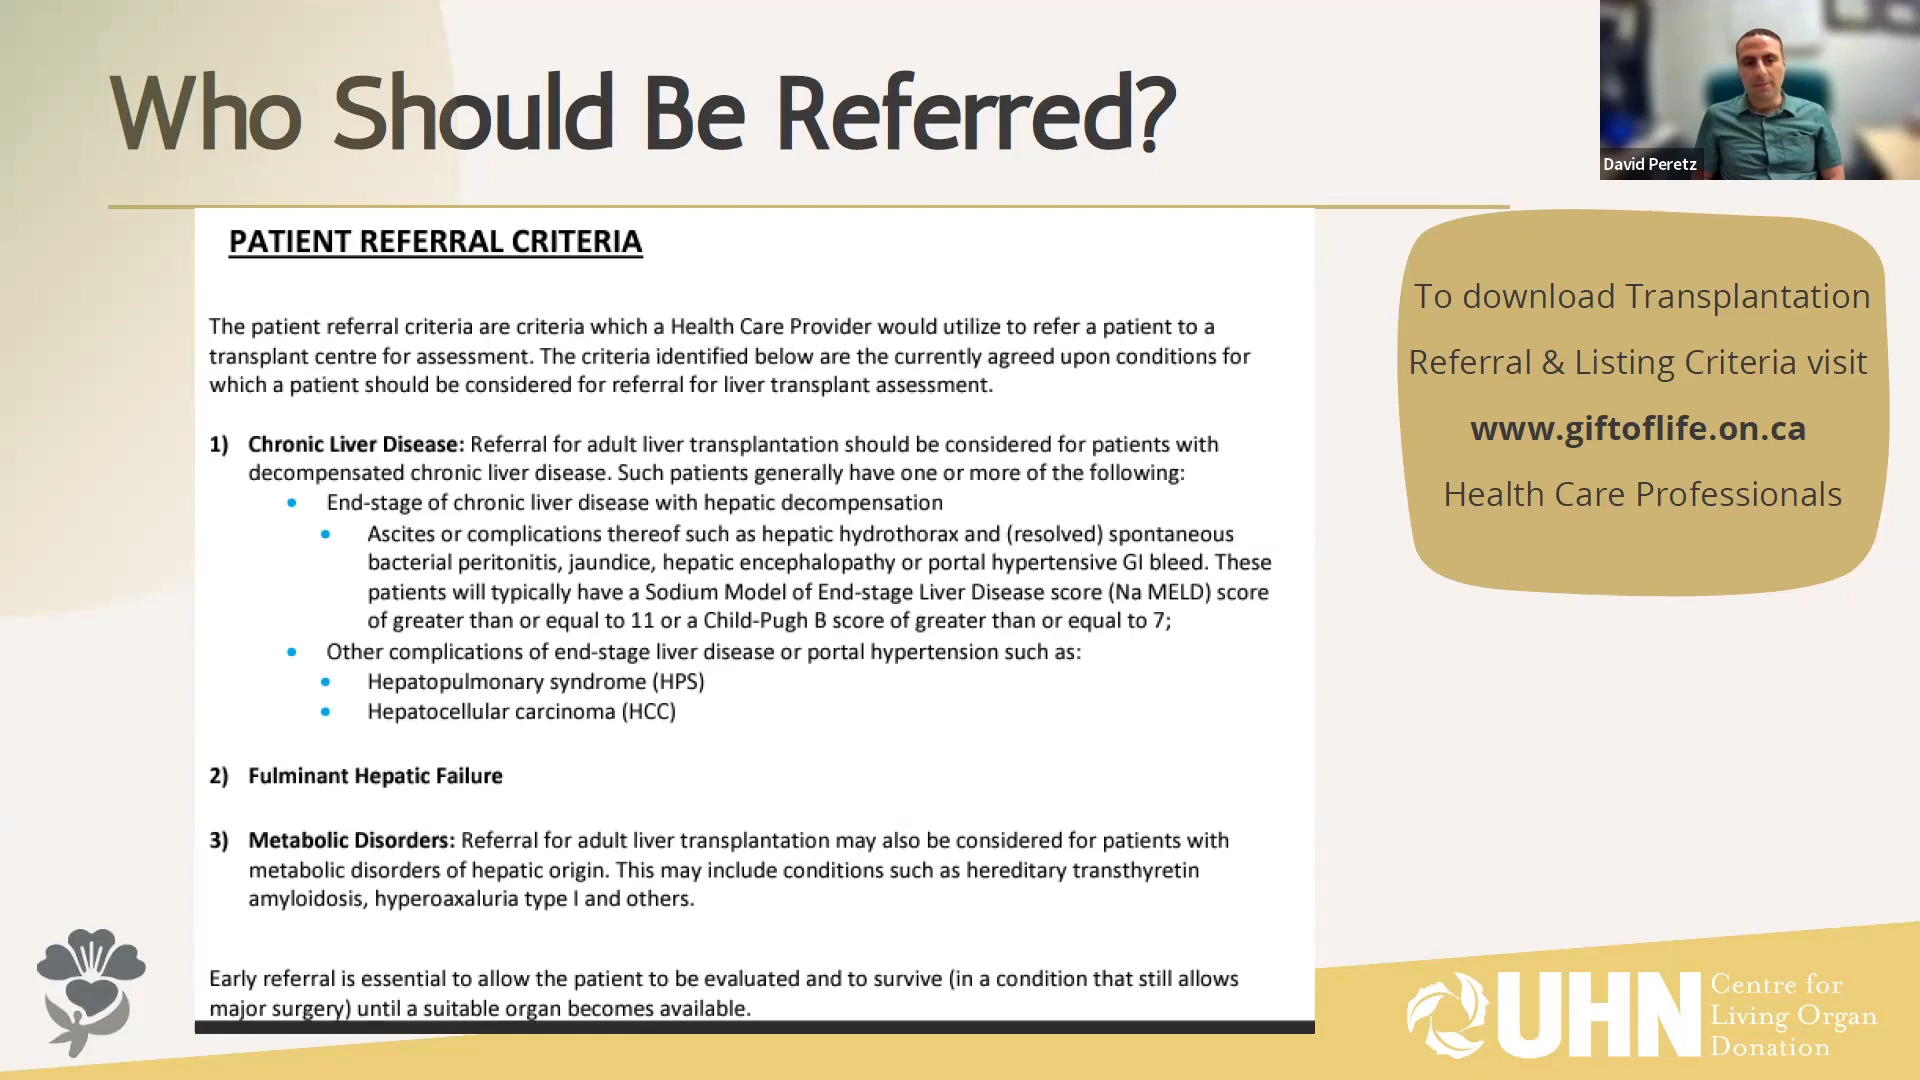 Who Should Be Referred?
David Peretz
PATIENT REFERRAL CRITERIA
The patient referral criteria are criteria which a Health Care Provider would utilize to refer a patient to a
transplant centre for assessment. The criteria identified below are the currently agreed upon conditions for
which a patient should be considered for referral for liver transplant assessment.
1) Chronic Liver Disease: Referral for adult liver transplantation should be considered for patients with
decompensated chronic liver disease. Such patients generally have one or more of the following:
• End-stage of chronic liver disease with hepatic decompensation
• Ascites or complications thereof such as hepatic hydrothorax and (resolved) spontaneous
bacterial peritonitis, jaundice, hepatic encephalopathy or portal hypertensive GI bleed. These
patients will typically have a Sodium Model of End-stage Liver Disease score (Na MELD) score
of greater than or equal to 11 or a Child-Pugh B score of greater than or equal to 7;
• Other complications of end-stage liver disease or portal hypertension such as:
• Hepatopulmonary syndrome (HPS)
• Hepatocellular carcinoma (HCC)
2) Fulminant Hepatic Failure
3) Metabolic Disorders: Referral for adult liver transplantation may also be considered for patients with
metabolic disorders of hepatic origin. This may include conditions such as hereditary transthyretin
amyloidosis, hyperoaxaluria type I and others.
Early referral is essential to allow the patient to be evaluated and to survive (in a condition that still allows
major surgery) until a suitable organ becomes available.
To download Transplantation
Referral & Listing Criteria visit
www.giftoflife.on.ca
Health Care Professionals
UHN
Centre for
Living Organ
Donation